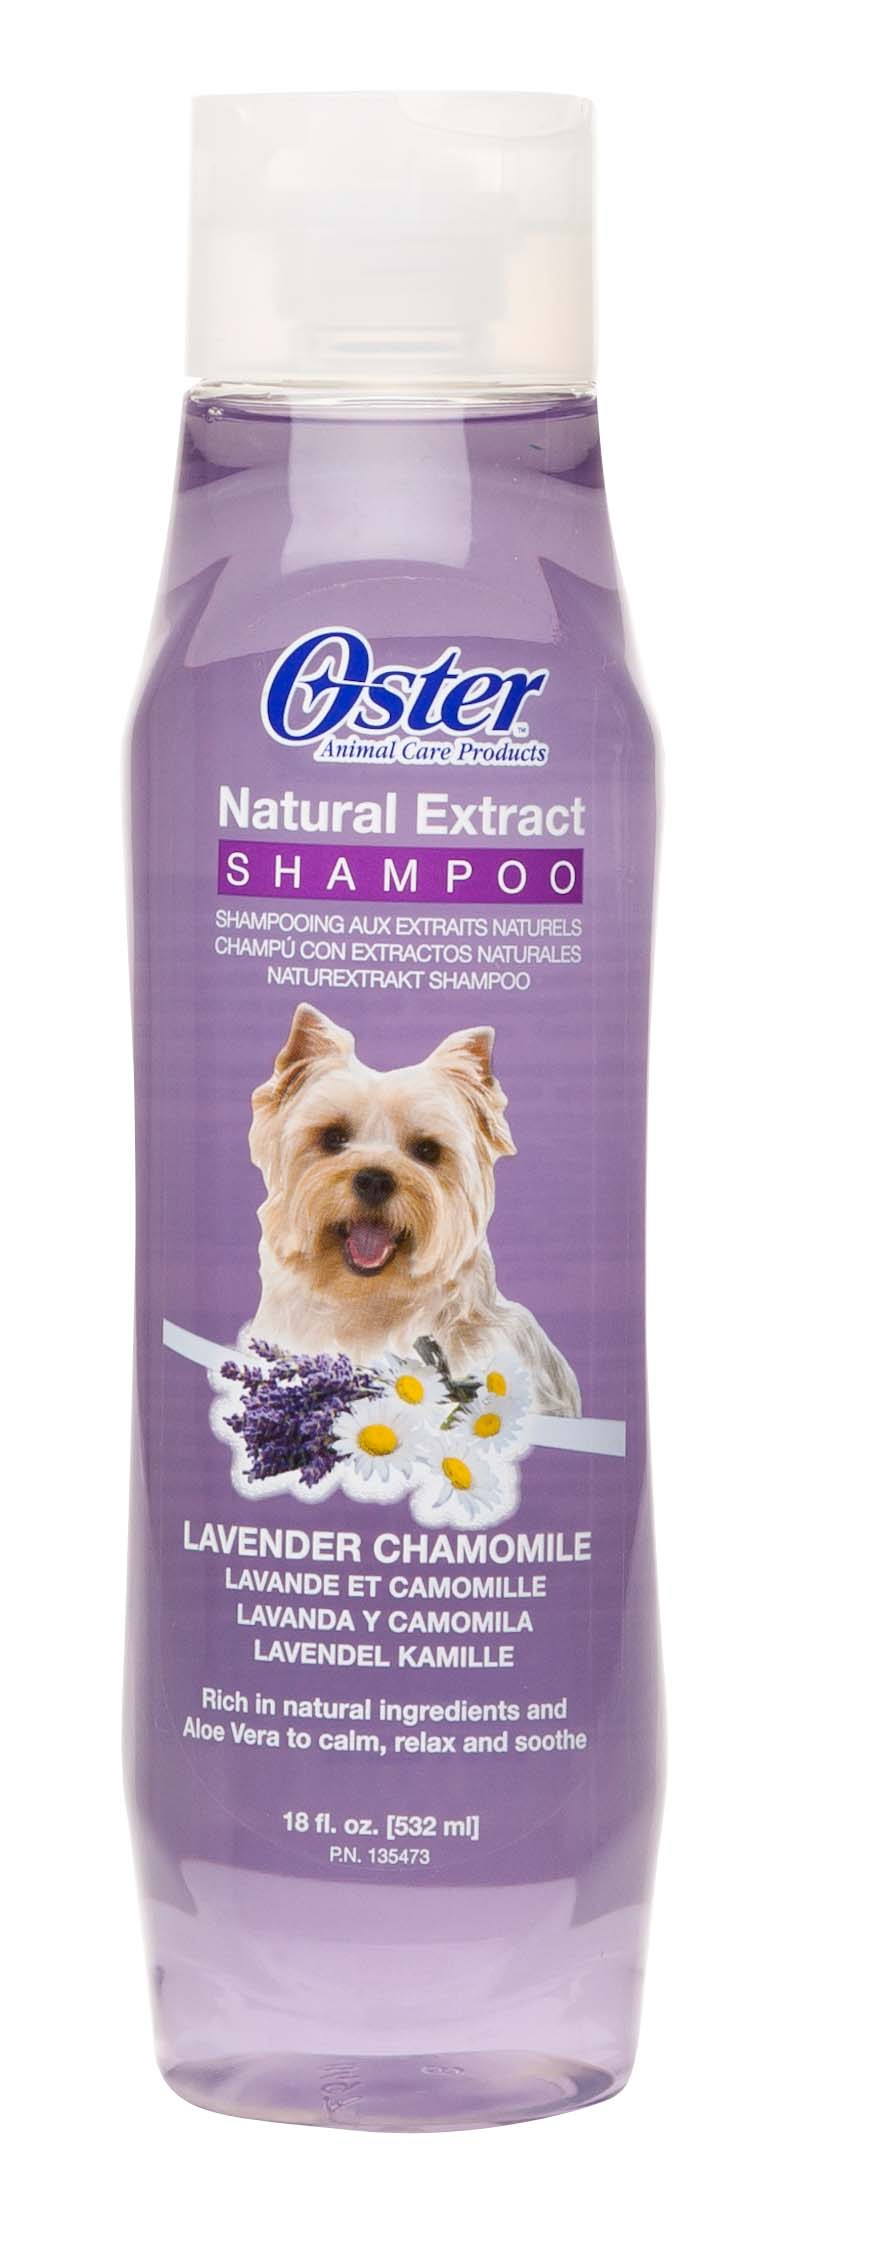 Oster™
Animal Care Products
Natural Extract
SHAMPOO
SHAMPOOING AUX EXTRAITS NATURELS
CHAMPÚ CON EXTRACTOS NATURALES
NATUREXTRAKT SHAMPOO
LAVENDER CHAMOMILE
LAVANDE ET CAMOMILLE
LAVANDA Y CAMOMILA
LAVENDEL KAMILLE
Rich in natural ingredients and
Aloe Vera to calm, relax and soothe
18 fl. oz. [532 ml]
P.N. 135473